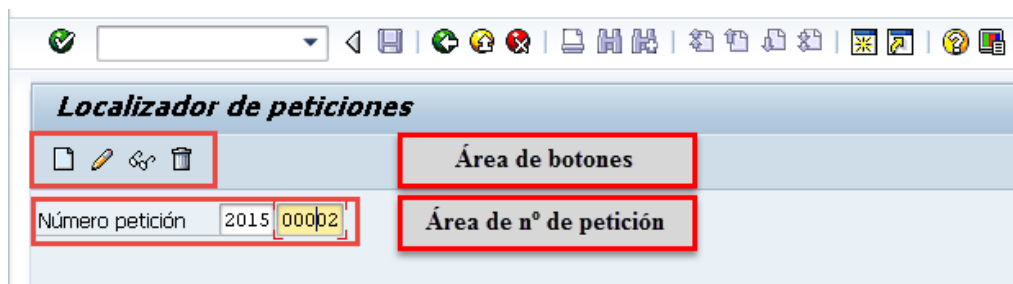 Localizador de peticiones
Área de botones
Número petición 2015 00002 Área de nº de petición